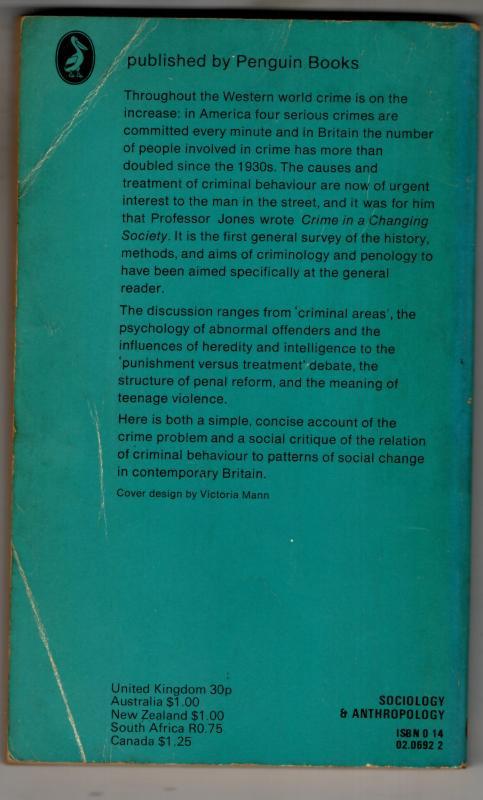 published by Penguin Books
Throughout the Western world crime is on the
increase: in America four serious crimes are
committed every minute and in Britain the number
of people involved in crime has more than
doubled since the 1930s. The causes and
treatment of criminal behaviour are now of urgent
interest to the man in the street, and it was for him
that Professor Jones wrote Crime in a Changing
Society. It is the first general survey of the history,
methods, and aims of criminology and penology to
have been aimed specifically at the general
reader.
The discussion ranges from 'criminal areas', the
psychology of abnormal offenders and the
influences of heredity and intelligence to the
'punishment versus treatment' debate, the
structure of penal reform, and the meaning of
teenage violence.
Here is both a simple, concise account of the
crime problem and a social critique of the relation
of criminal behaviour to patterns of social change
in contemporary Britain.
Cover design by Victoria Mann
United Kingdom 30p
Australia $1.00
New Zealand $1.00
South Africa R0.75
Canada $1.25
SOCIOLOGY
& ANTHROPOLOGY
ISBN 0 14
02.0692 2